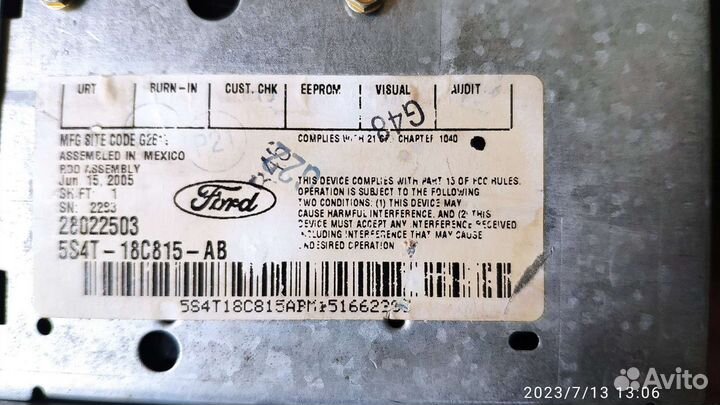 URT BURN-IN CUST. CHK EEPROM VISUAL AUDIT
G48
MFG SITE CODE
COMPLIES WITH 21 CHAPTER 1040
ASSEMBLED IN MEXICO
RDD ASSEMBLY
Jun 15, 2005
SHIFT: 1
SN: 2293
28022503
5S4T-18C815-AB
Ford
THIS DEVICE COMPLIES WITH PART 15 OF FCC RULES.
OPERATION IS SUBJECT TO THE FOLLOWING
TWO CONDITIONS: (1) THIS DEVICE MAY
CAUSE HARMFUL INTERFERENCE, AND (2) THIS
DEVICE MUST ACCEPT ANY INTERFERENCE RECEIVED
INCLUDING INTERFERENCE THAT MAY CAUSE
UNDESIRED OPERATION.
Avito
2023/7/13 13:06